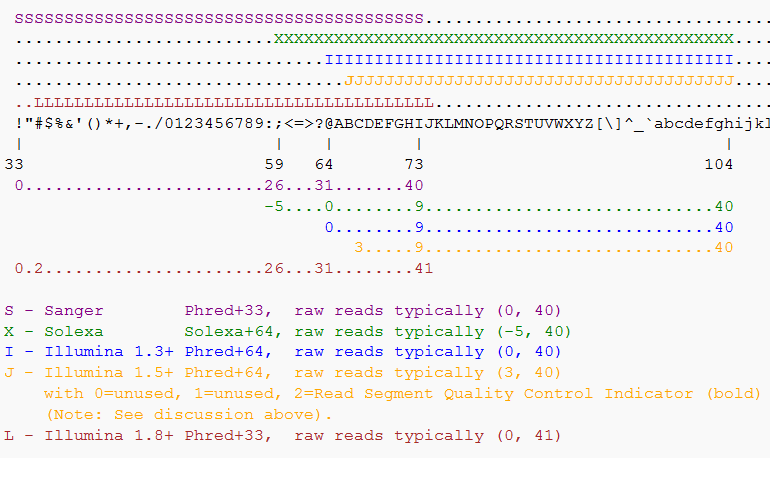 SSSSSSSSSSSSSSSSSSSSSSSSSSSSSSSSSSSSSSSSS..................................
..........................XXXXXXXXXXXXXXXXXXXXXXXXXXXXXXXXXXXXXXXXXXXXXX....
...............................IIIIIIIIIIIIIIIIIIIIIIIIIIIIIIIIIIIIIIIII....
.................................JJJJJJJJJJJJJJJJJJJJJJJJJJJJJJJJJJJJJJJ....
..LLLLLLLLLLLLLLLLLLLLLLLLLLLLLLLLLLLLLLLL..................................
!"#$%&'()*+,-./0123456789:;<=>?@ABCDEFGHIJKLMNOPQRSTUVWXYZ[\]^_`abcdefghijkl
| | | | |
33 59 64 73 104
0........................26...31.......40
-5....0........9.............................40
0........9.............................40
3.....9.............................40
0.2......................26...31........41
S - Sanger Phred+33, raw reads typically (0, 40)
X - Solexa Solexa+64, raw reads typically (-5, 40)
I - Illumina 1.3+ Phred+64, raw reads typically (0, 40)
J - Illumina 1.5+ Phred+64, raw reads typically (3, 40)
with 0=unused, 1=unused, 2=Read Segment Quality Control Indicator (bold)
(Note: See discussion above).
L - Illumina 1.8+ Phred+33, raw reads typically (0, 41)